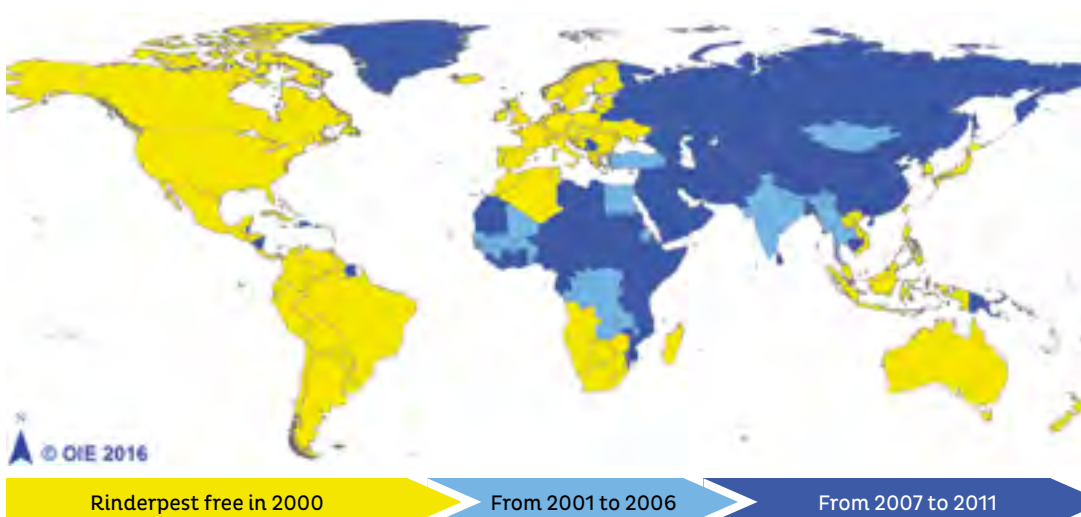 N
© OIE 2016
Rinderpest free in 2000
From 2001 to 2006
From 2007 to 2011